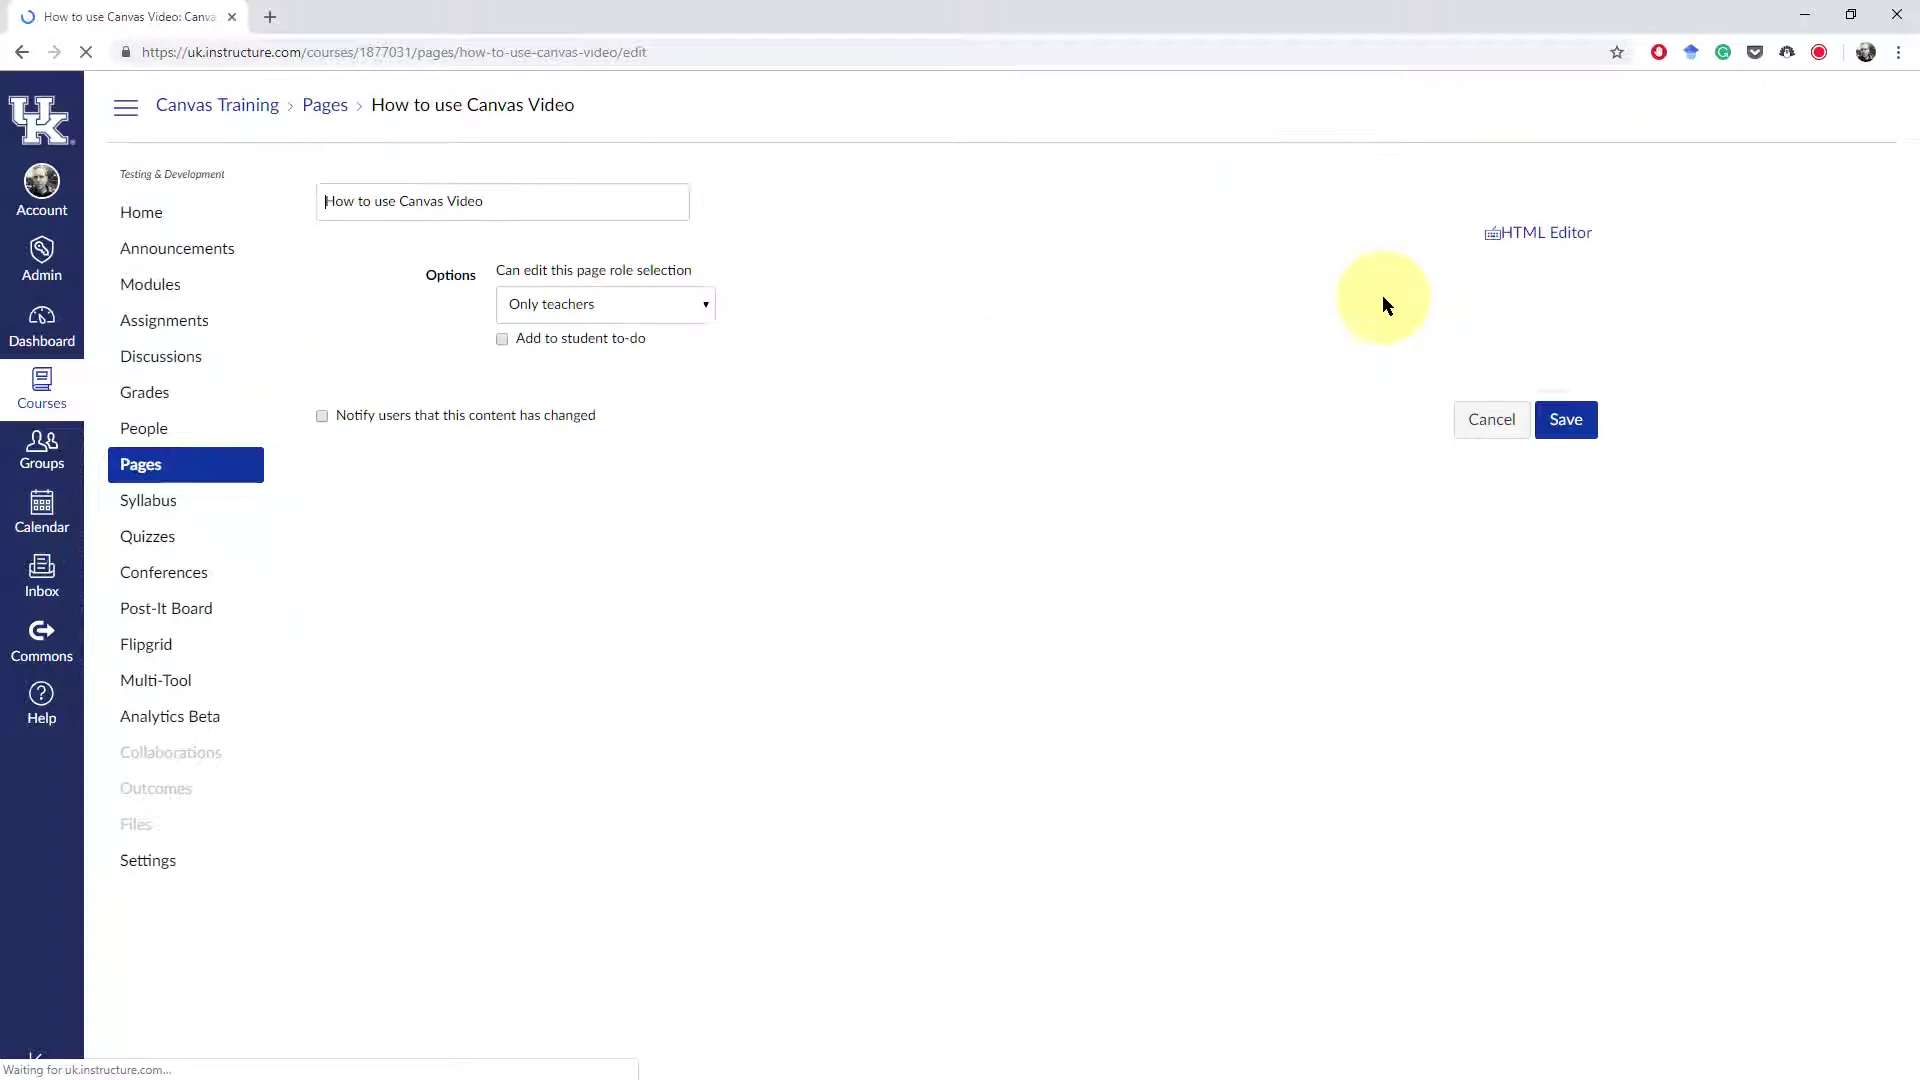 How to use Canvas Video: Canva
https://uk.instructure.com/courses/1877031/pages/how-to-use-canvas-video/edit
UK
Canvas Training › Pages › How to use Canvas Video
Account
Admin
Dashboard
Courses
Groups
Calendar
Inbox
Commons
Help
Testing & Development
Home
Announcements
Modules
Assignments
Discussions
Grades
People
Pages
Syllabus
Quizzes
Conferences
Post-It Board
Flipgrid
Multi-Tool
Analytics Beta
Collaborations
Outcomes
Files
Settings
How to use Canvas Video
HTML Editor
Options
Can edit this page role selection
Only teachers
Add to student to-do
Notify users that this content has changed
Cancel
Save
Waiting for uk.instructure.com...